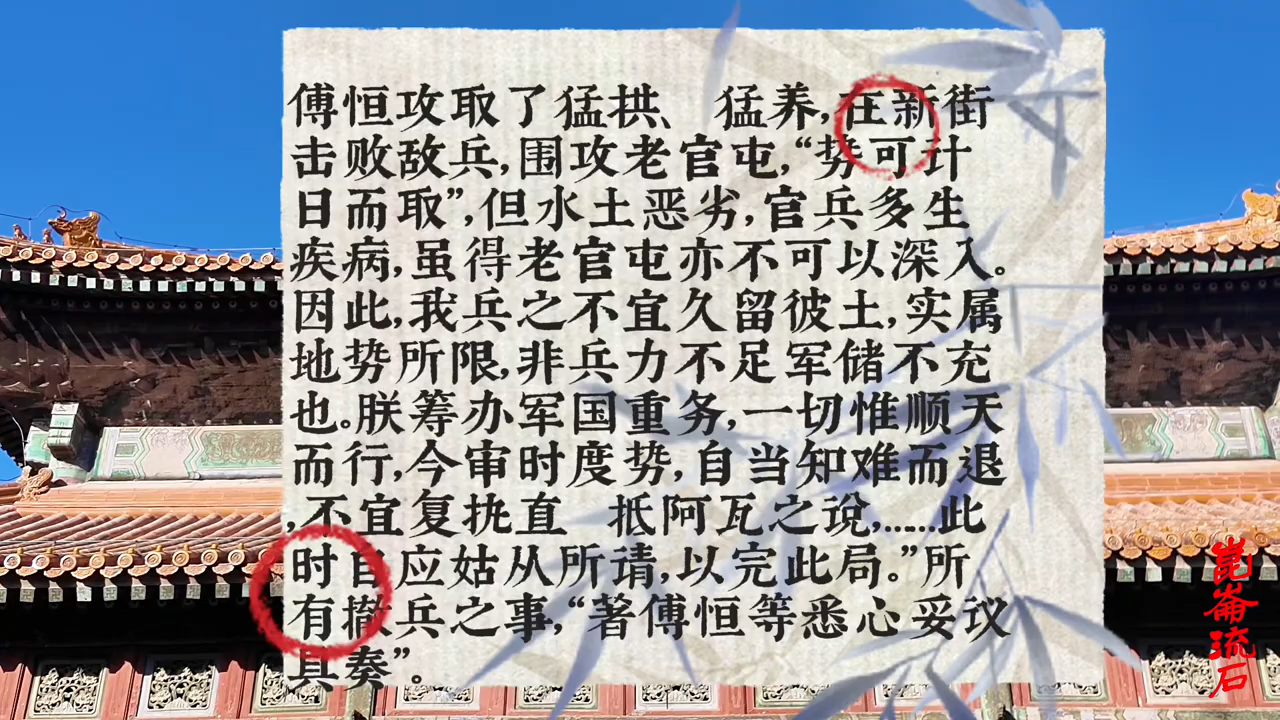 傅恒攻取了猛拱、 猛养,在新街
击败敌兵,围攻老官屯,“势可计
日而取”,但水土恶劣,官兵多生
疾病,虽得老官屯亦不可以深入。
因此,我兵之不宜久留彼土,实属
地势所限,非兵力不足军储不充
也。朕筹办军国重务,一切惟顺天
而行,今审时度势,自当知难而退
,不宜复执直 抵阿瓦之说,……此
时自应姑从所请,以完此局。”所
有撤兵之事,“著傅恒等悉心妥议
具奏”。
崑崙流石